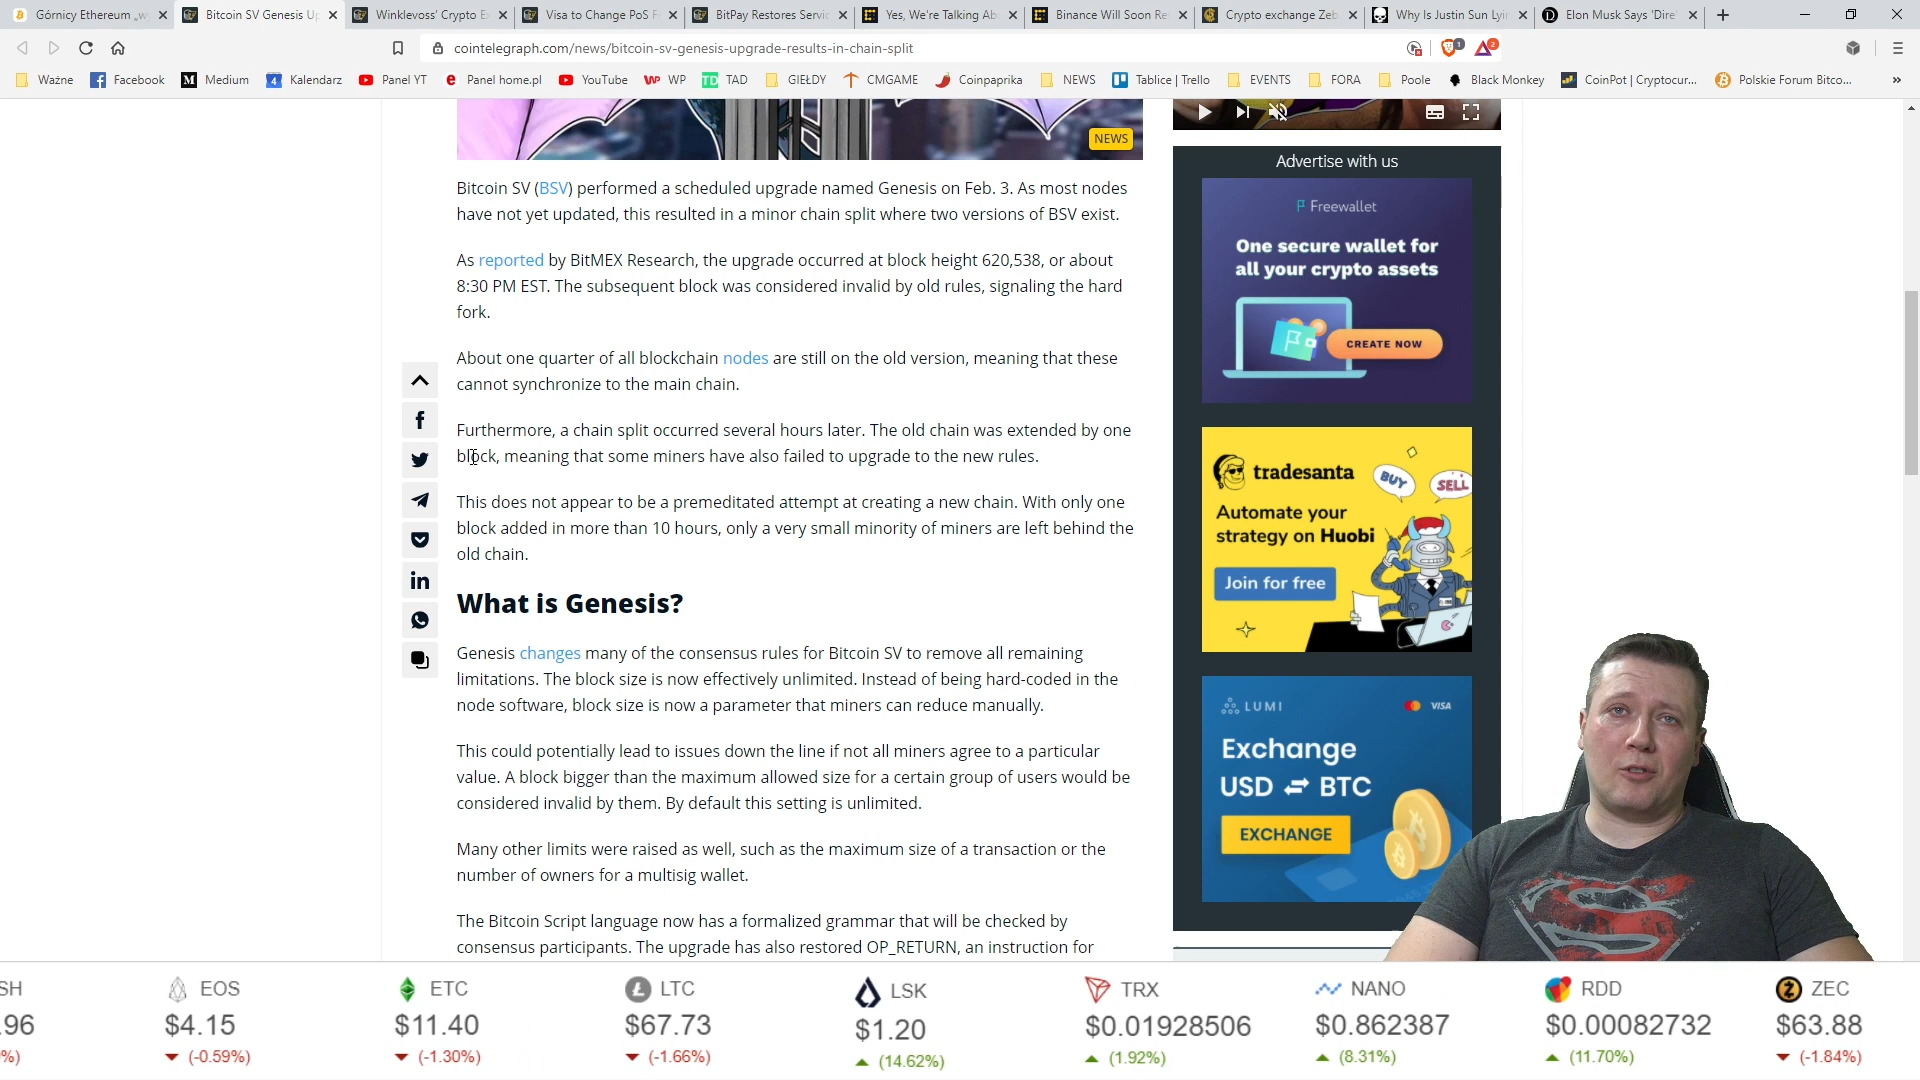 Górnicy Ethereum
Bitcoin SV Genesis Up
Winklevoss' Crypto E
Visa to Change PoS F
BitPay Restores Servic
Yes, We're Talking Ab
Binance Will Soon Re
Crypto exchange Zeb
Why Is Justin Sun Lyi
Elon Musk Says 'Dire
cointelegraph.com/news/bitcoin-sv-genesis-upgrade-results-in-chain-split
1
2
Ważne
Facebook
Medium
Kalendarz
Panel YT
Panel home.pl
YouTube
WP
TAD
GIEŁDY
CMGAME
Coinpaprika
NEWS
Tablice | Trello
EVENTS
FORA
Poole
Black Monkey
CoinPot | Cryptocur...
Polskie Forum Bitco...
NEWS
Bitcoin SV (BSV) performed a scheduled upgrade named Genesis on Feb. 3. As most nodes
have not yet updated, this resulted in a minor chain split where two versions of BSV exist.
As reported by BitMEX Research, the upgrade occurred at block height 620,538, or about
8:30 PM EST. The subsequent block was considered invalid by old rules, signaling the hard
fork.
About one quarter of all blockchain nodes are still on the old version, meaning that these
cannot synchronize to the main chain.
Furthermore, a chain split occurred several hours later. The old chain was extended by one
block, meaning that some miners have also failed to upgrade to the new rules.
This does not appear to be a premeditated attempt at creating a new chain. With only one
block added in more than 10 hours, only a very small minority of miners are left behind the
old chain.
What is Genesis?
Genesis changes many of the consensus rules for Bitcoin SV to remove all remaining
limitations. The block size is now effectively unlimited. Instead of being hard-coded in the
node software, block size is now a parameter that miners can reduce manually.
This could potentially lead to issues down the line if not all miners agree to a particular
value. A block bigger than the maximum allowed size for a certain group of users would be
considered invalid by them. By default this setting is unlimited.
Many other limits were raised as well, such as the maximum size of a transaction or the
number of owners for a multisig wallet.
The Bitcoin Script language now has a formalized grammar that will be checked by
consensus participants. The upgrade has also restored OP_RETURN, an instruction for
Advertise with us
Freewallet
One secure wallet for
all your crypto assets
CREATE NOW
tradesanta
BUY
SELL
Automate your
strategy on Huobi
Join for free
LUMI
VISA
Exchange
USD BTC
EXCHANGE
SH
EOS
ETC
LTC
LSK
TRX
NANO
RDD
ZEC
.96
$4.15
$11.40
$67.73
$1.20
$0.01928506
$0.862387
$0.00082732
$63.88
%)
(-0.59%)
(-1.30%)
(-1.66%)
(14.62%)
(1.92%)
(8.31%)
(11.70%)
(-1.84%)